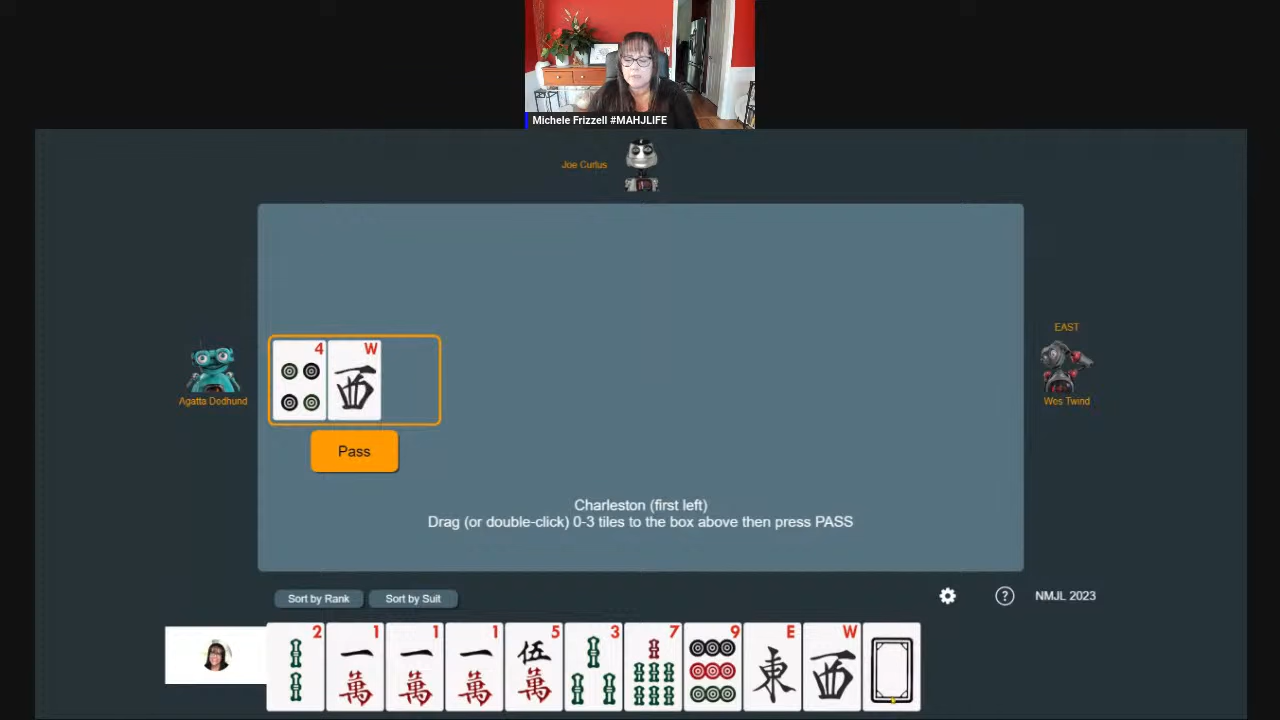 Michele Frizzell #MAHJLIFE
Joe Curlus
EAST
Agatta Dedhund
Wes Twind
4 W
西
Pass
Charleston (first left)
Drag (or double-click) 0-3 tiles to the box above then press PASS
Sort by Rank Sort by Suit
? NMJL 2023
2 1 1 1 5 3 7 9 E W
一萬 一萬 一萬 伍萬 東 西